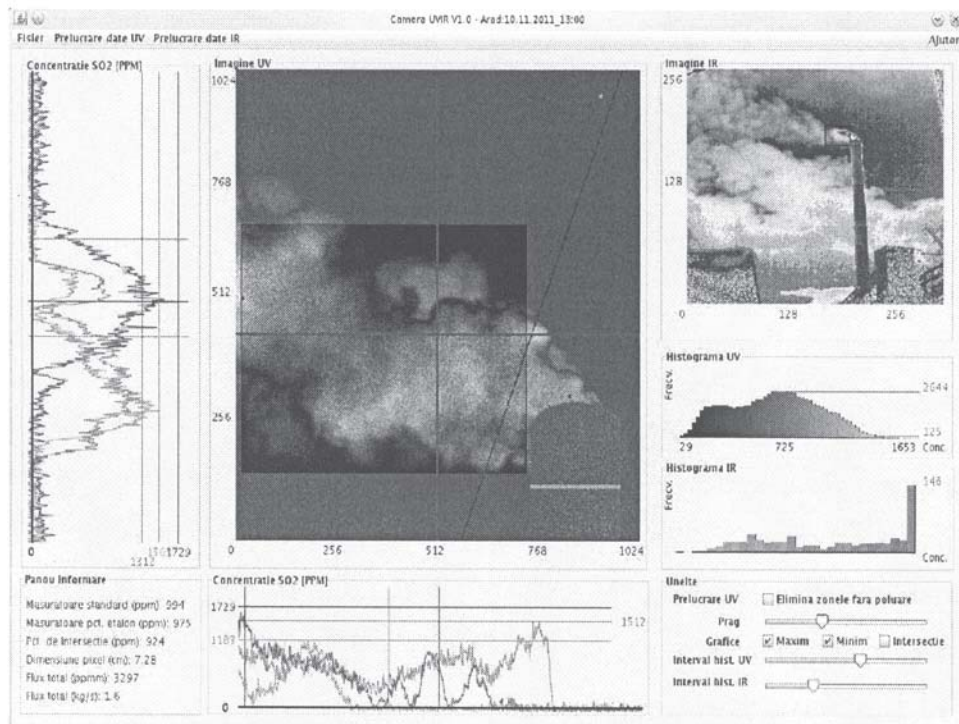 Camera UVIR V1.0 - Arad:10.11.2011_13:00
Fisier Prelucrare date UV Prelucrare date IR
Ajutor
Concentratie SO2 [PPM]
0
1312
1729
Imagine UV
1024
768
512
256
0 256 512 768 1024
Imagine IR
256
128
0 128 256
Histograma UV
Frecv.
2644
125
29 725 1653 Conc.
Histograma IR
Frecv.
146
Conc.
Panou Informare
Masuratoare standard (ppm): 994
Masuratoare pct. etalon (ppm): 975
Pct. de Intersectie (ppm): 924
Dimensiune pixel (cm): 7.28
Flux total (ppmm): 3297
Flux total (kg/s): 1.6
Concentratie SO2 [PPM]
1729
1512
0
Unelte
Prelucrare UV Elimina zonele fara poluare
Prag
Grafice Maxim Minim Intersectie
Interval hist. UV
Interval hist. IR